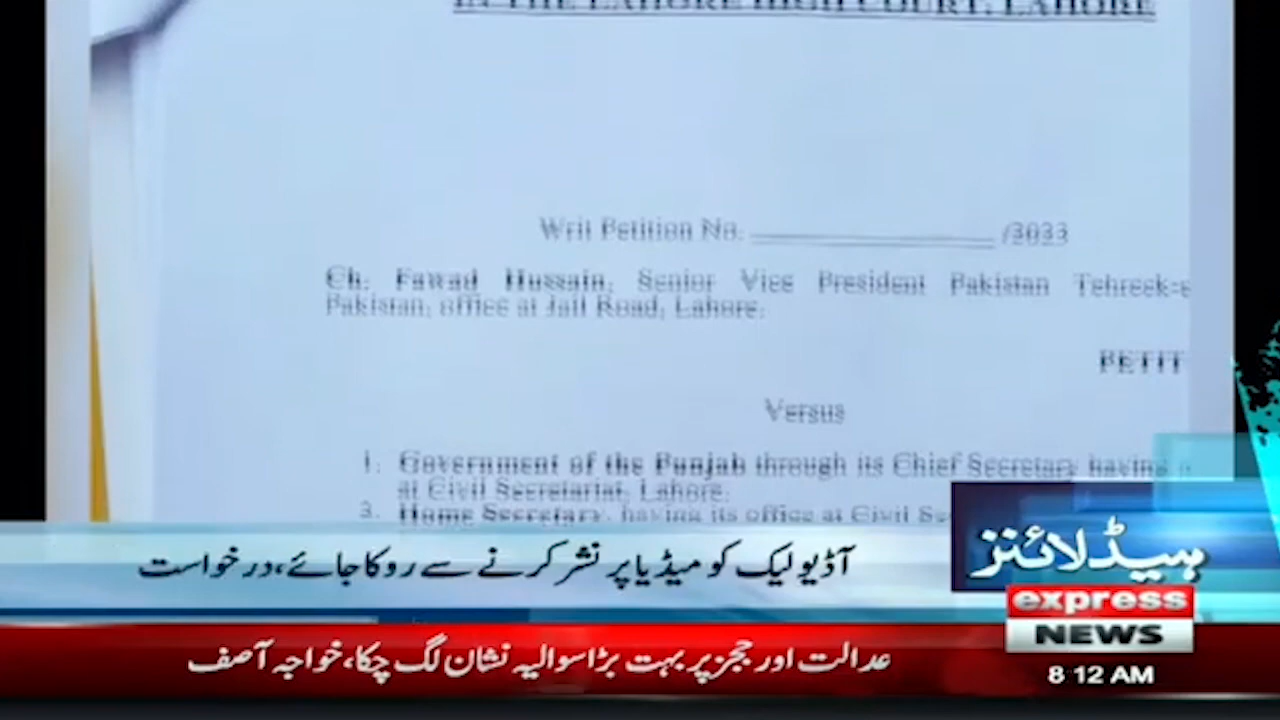 IN THE LAHORE HIGH COURT, LAHORE
Writ Petition No. ____________ /
Ch. Fawad Hussain, Senior Vice President Pakistan Tehreek-e
Pakistan, office at Jail Road, Lahore.
PETIT
Versus
1. Government of the Punjab through its Chief Secretary having
at Civil Secretariat, Lahore.
Home Secretary, having its office at Civil Se
ہیڈلائنز
آڈیو لیک کو میڈیا پر نشر کرنے سے روکا جائے، درخواست
express
NEWS
عدالت اور ججز پر بہت بڑا سوالیہ نشان لگ چکا، خواجہ آصف
8:12 AM